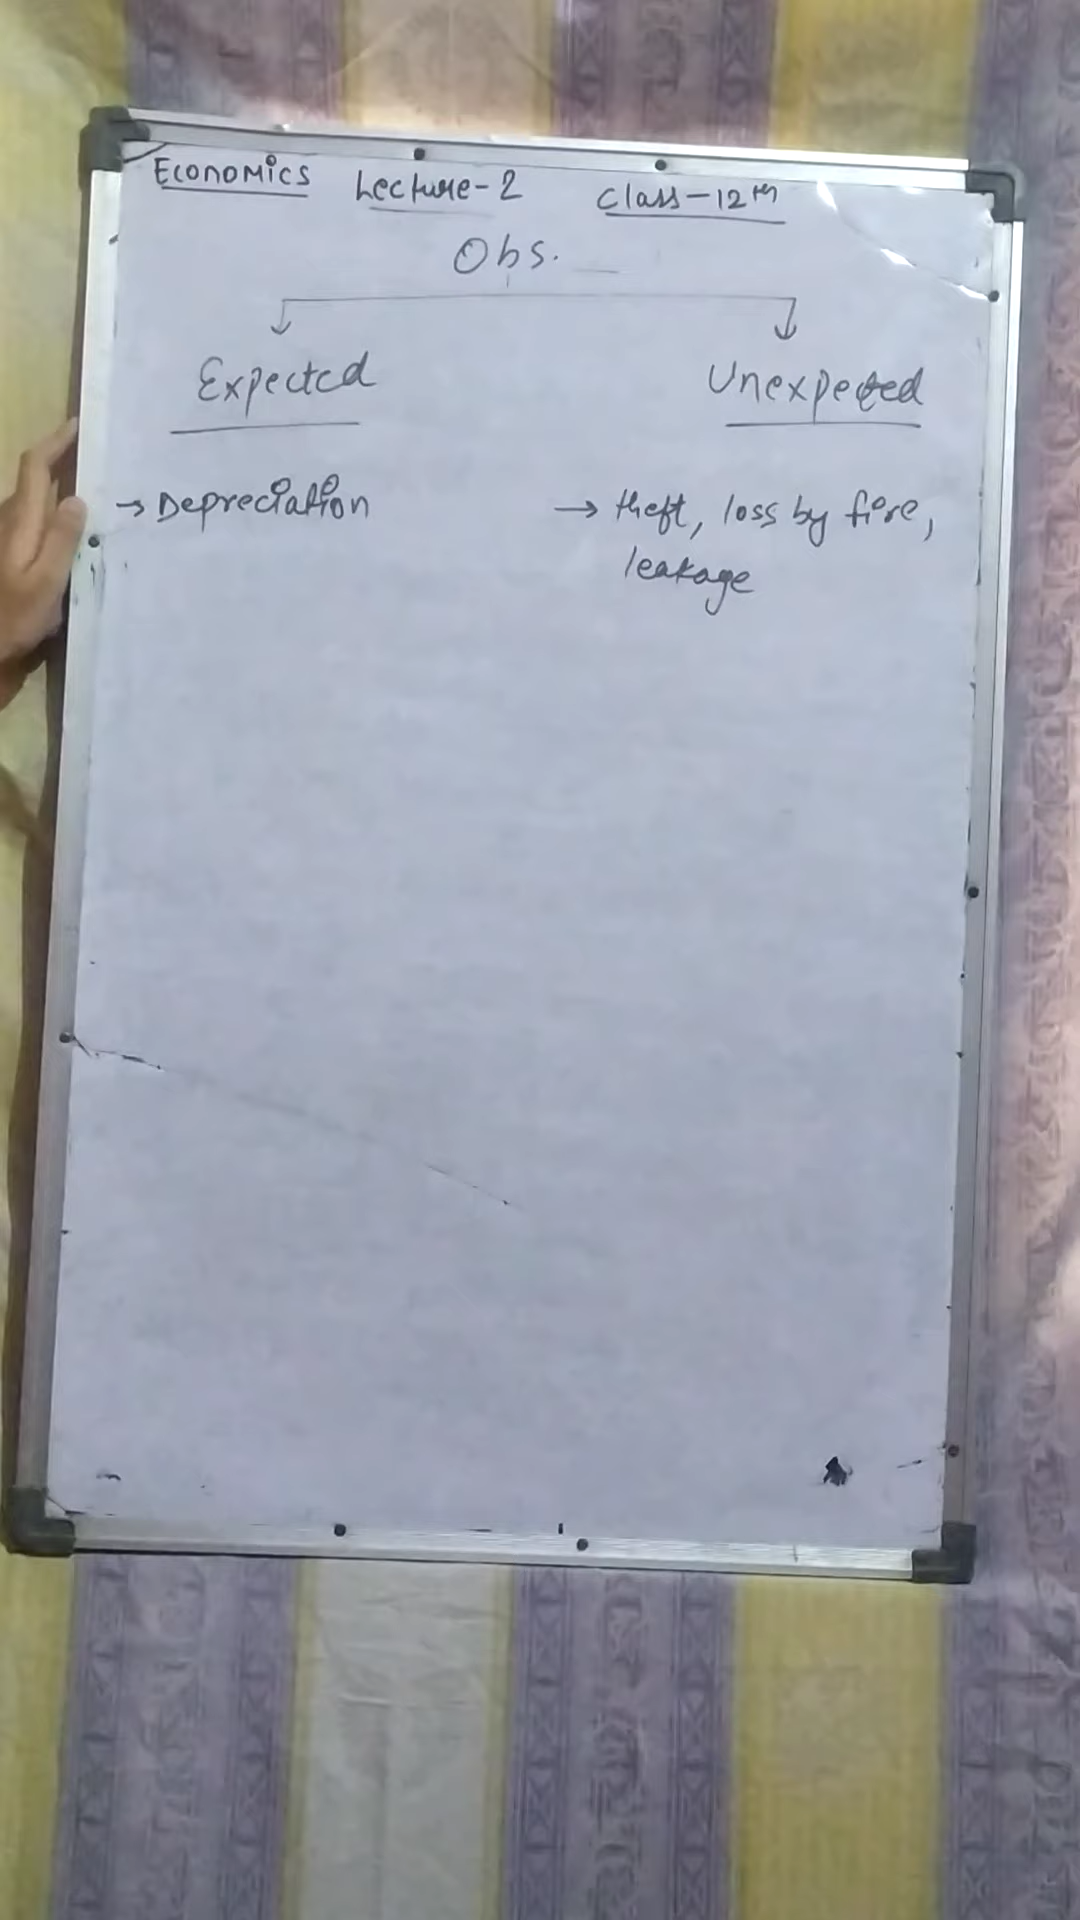 Economics Lecture-2 Class-12th
Obs.
Expected Unexpected
→ Depreciation → theft, loss by fire,
leakage